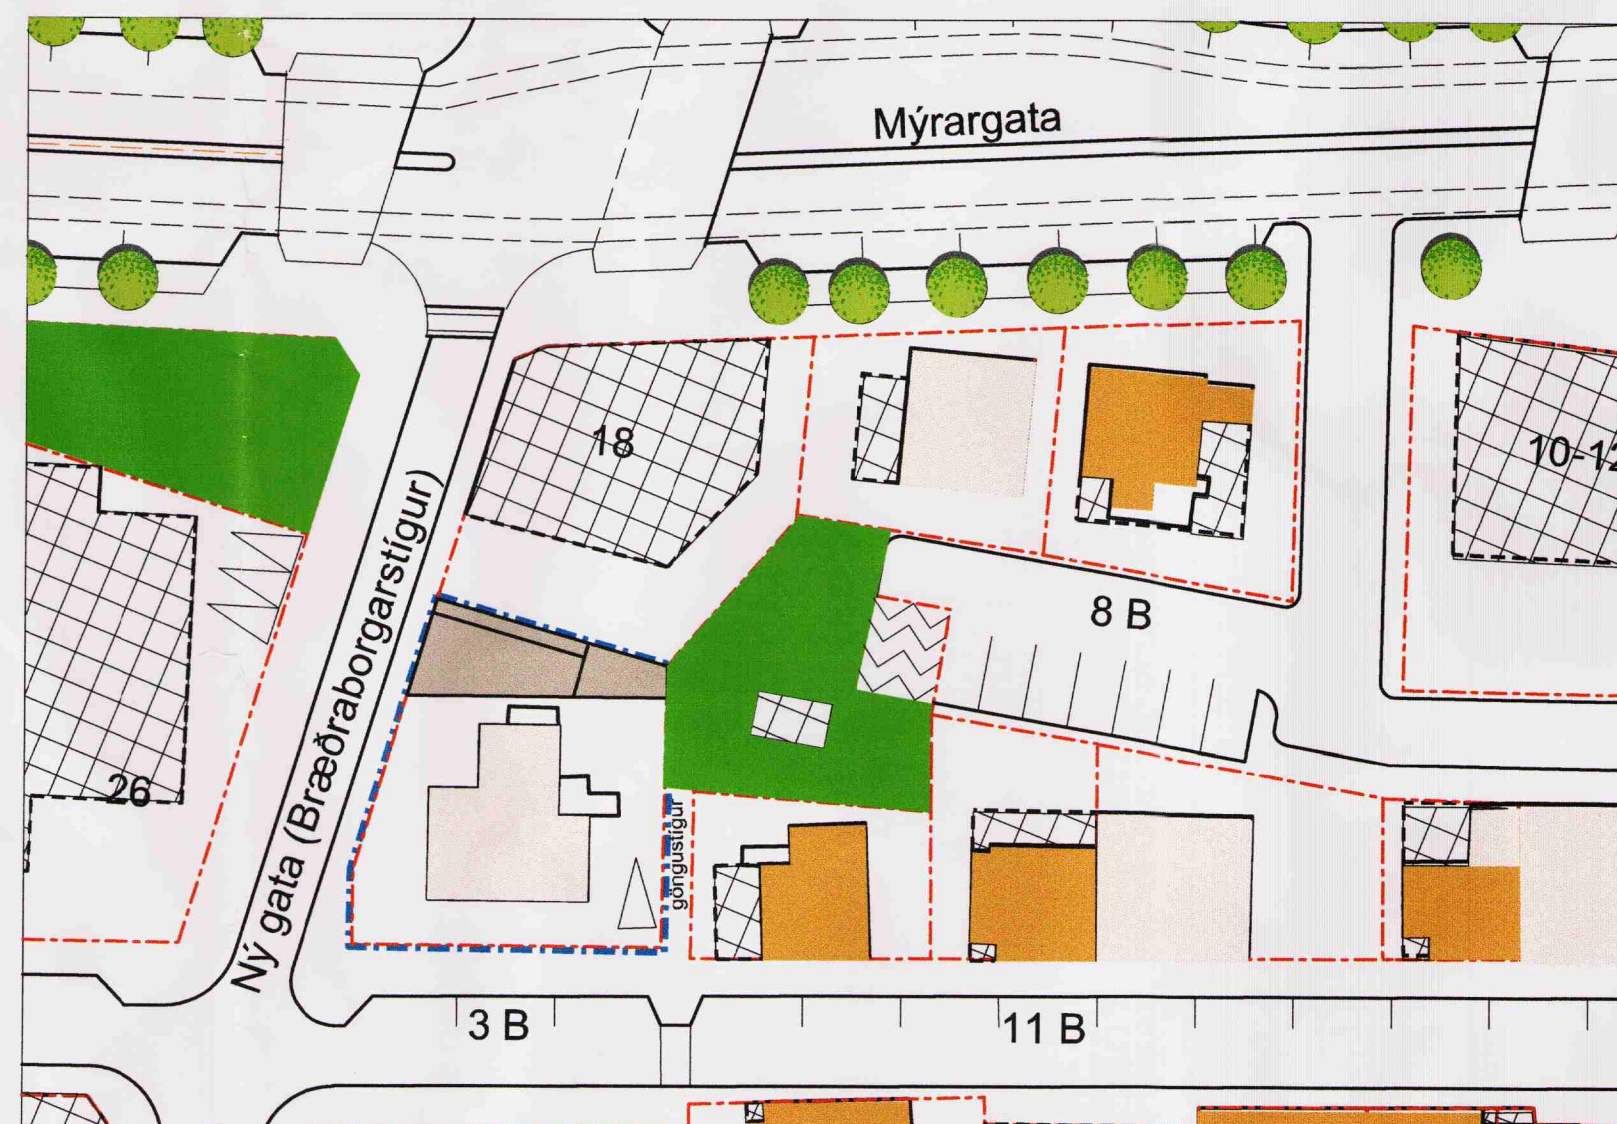 Mýrargata
18
10-12
8 B
26
Ný gata (Bræðraborgarstígur)
göngustígur
3 B
11 B